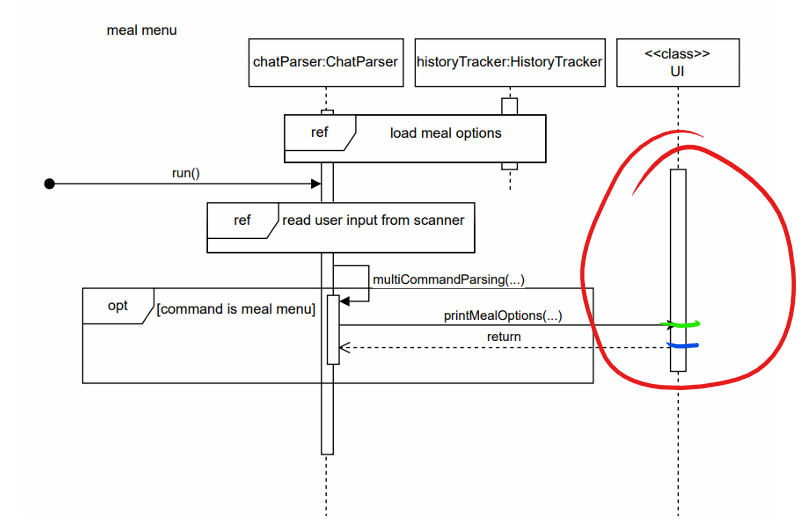 meal menu
chatParser:ChatParser
historyTracker:HistoryTracker
<<class>>
UI
ref
load meal options
run()
ref
read user input from scanner
multiCommandParsing(...)
opt
[command is meal menu]
printMealOptions(...)
return